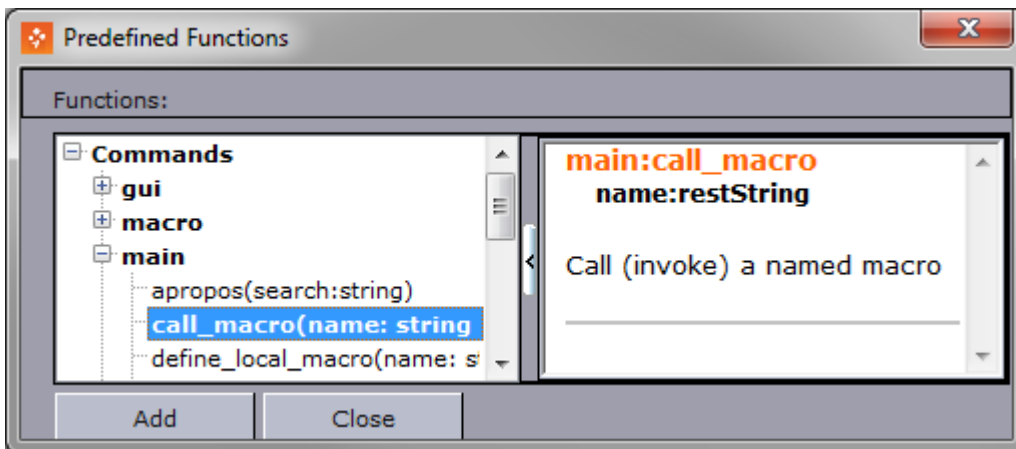 Predefined Functions
Functions:
Commands
gui
macro
main
apropos(search:string)
call_macro(name: string
define_local_macro(name: s
main:call_macro
name:restString
Call (invoke) a named macro
Add
Close